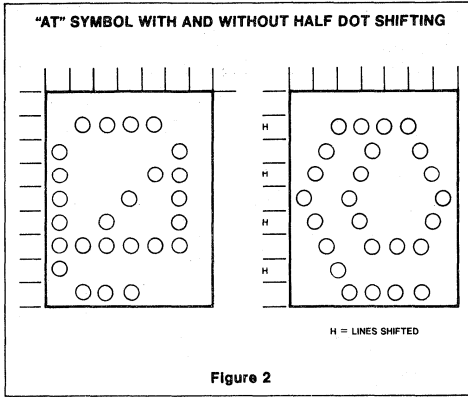 "AT" SYMBOL WITH AND WITHOUT HALF DOT SHIFTING
H
H
H
H
H = LINES SHIFTED
Figure 2